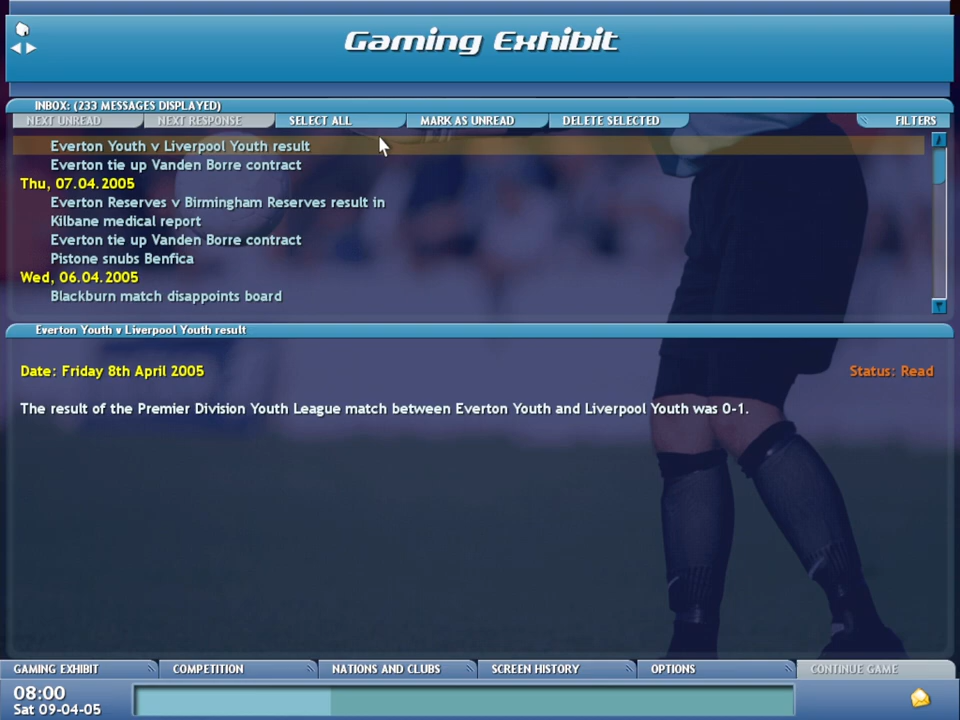 Gaming Exhibit
INBOX: (233 MESSAGES DISPLAYED)
NEXT UNREAD NEXT RESPONSE SELECT ALL MARK AS UNREAD DELETE SELECTED FILTERS
Everton Youth v Liverpool Youth result
Everton tie up Vanden Borre contract
Thu, 07.04.2005
Everton Reserves v Birmingham Reserves result in
Kilbane medical report
Everton tie up Vanden Borre contract
Pistone snubs Benfica
Wed, 06.04.2005
Blackburn match disappoints board
Everton Youth v Liverpool Youth result
Date: Friday 8th April 2005 Status: Read
The result of the Premier Division Youth League match between Everton Youth and Liverpool Youth was 0-1.
GAMING EXHIBIT COMPETITION NATIONS AND CLUBS SCREEN HISTORY OPTIONS CONTINUE GAME
08:00
Sat 09-04-05